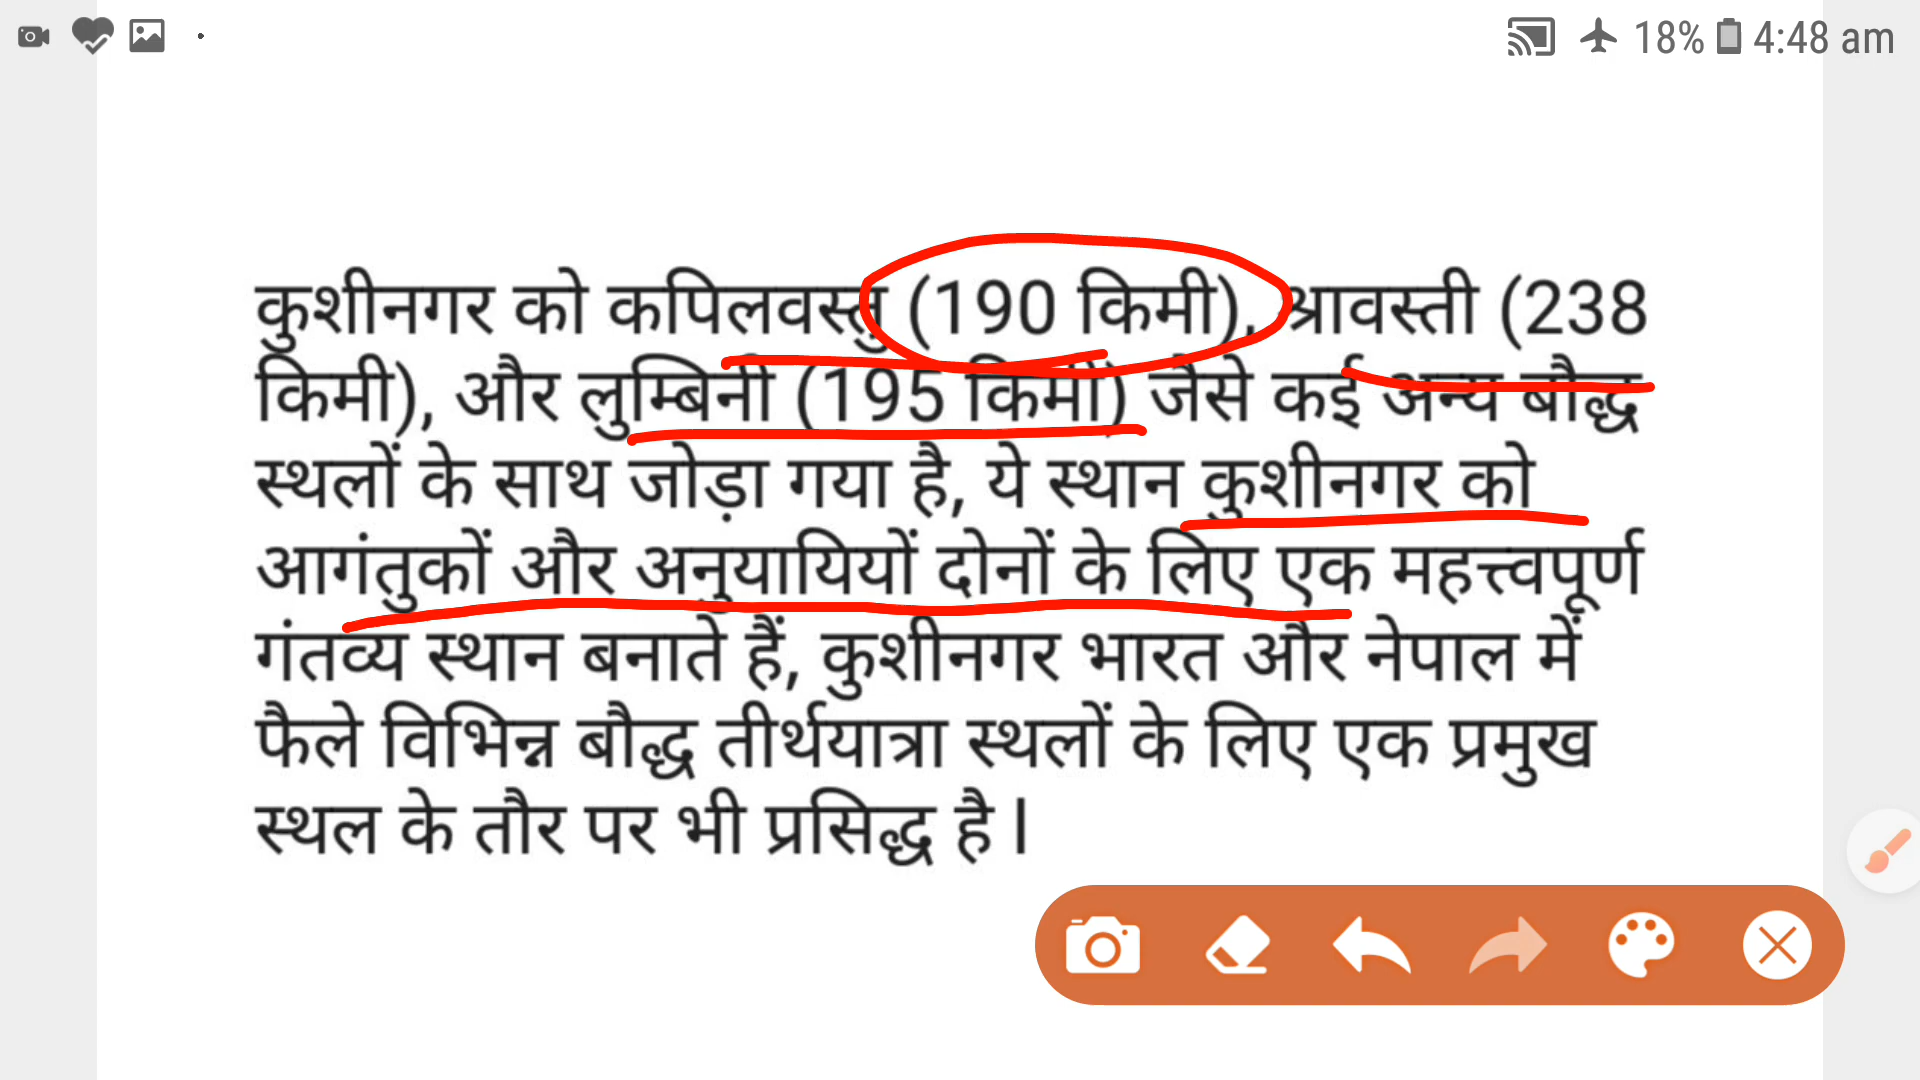 18% 4:48 am
कुशीनगर को कपिलवस्तु (190 किमी), श्रावस्ती (238
किमी), और लुम्बिनी (195 किमी) जैसे कई अन्य बौद्ध
स्थलों के साथ जोड़ा गया है, ये स्थान कुशीनगर को
आगंतुकों और अनुयायियों दोनों के लिए एक महत्त्वपूर्ण
गंतव्य स्थान बनाते हैं, कुशीनगर भारत और नेपाल में
फैले विभिन्न बौद्ध तीर्थयात्रा स्थलों के लिए एक प्रमुख
स्थल के तौर पर भी प्रसिद्ध है l